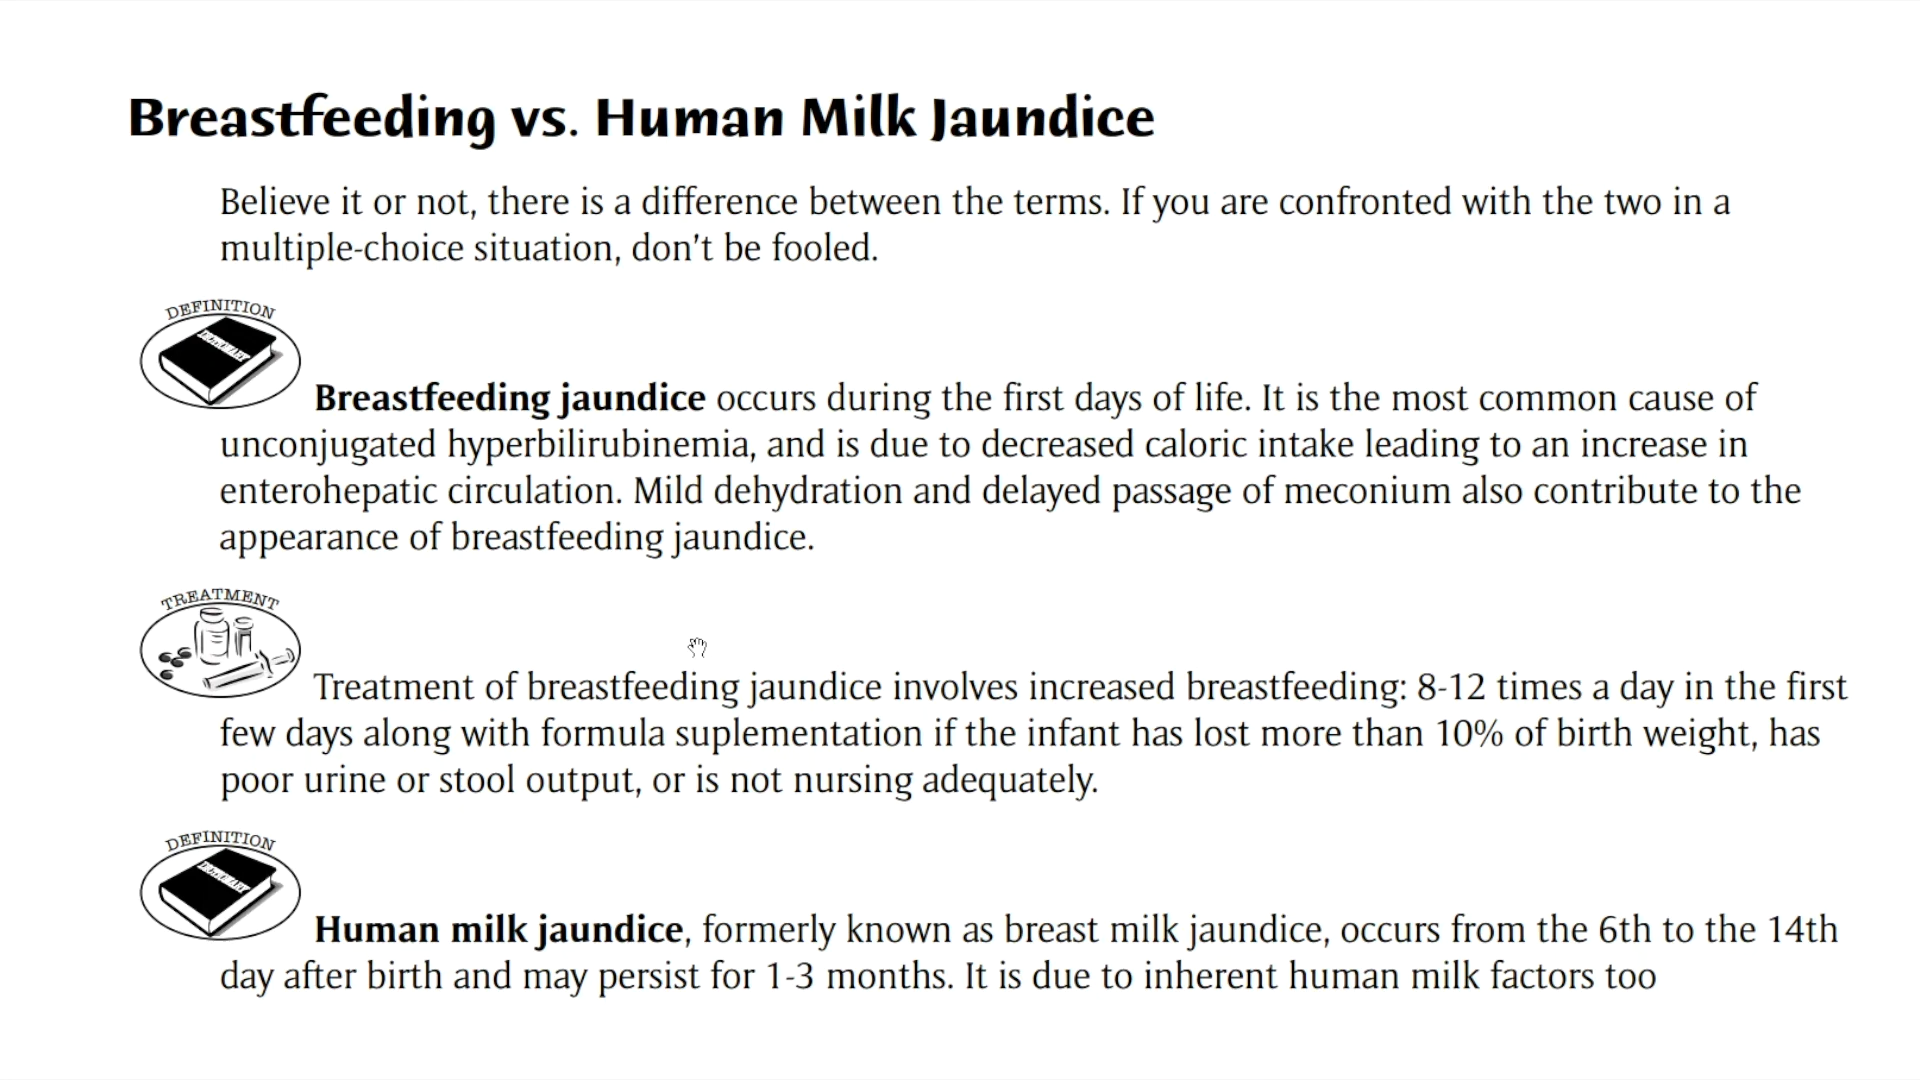 Breastfeeding vs. Human Milk Jaundice
Believe it or not, there is a difference between the terms. If you are confronted with the two in a
multiple-choice situation, don't be fooled.
DEFINITION
DICTIONARY
Breastfeeding jaundice occurs during the first days of life. It is the most common cause of
unconjugated hyperbilirubinemia, and is due to decreased caloric intake leading to an increase in
enterohepatic circulation. Mild dehydration and delayed passage of meconium also contribute to the
appearance of breastfeeding jaundice.
TREATMENT
Treatment of breastfeeding jaundice involves increased breastfeeding: 8-12 times a day in the first
few days along with formula suplementation if the infant has lost more than 10% of birth weight, has
poor urine or stool output, or is not nursing adequately.
DEFINITION
DICTIONARY
Human milk jaundice, formerly known as breast milk jaundice, occurs from the 6th to the 14th
day after birth and may persist for 1-3 months. It is due to inherent human milk factors too